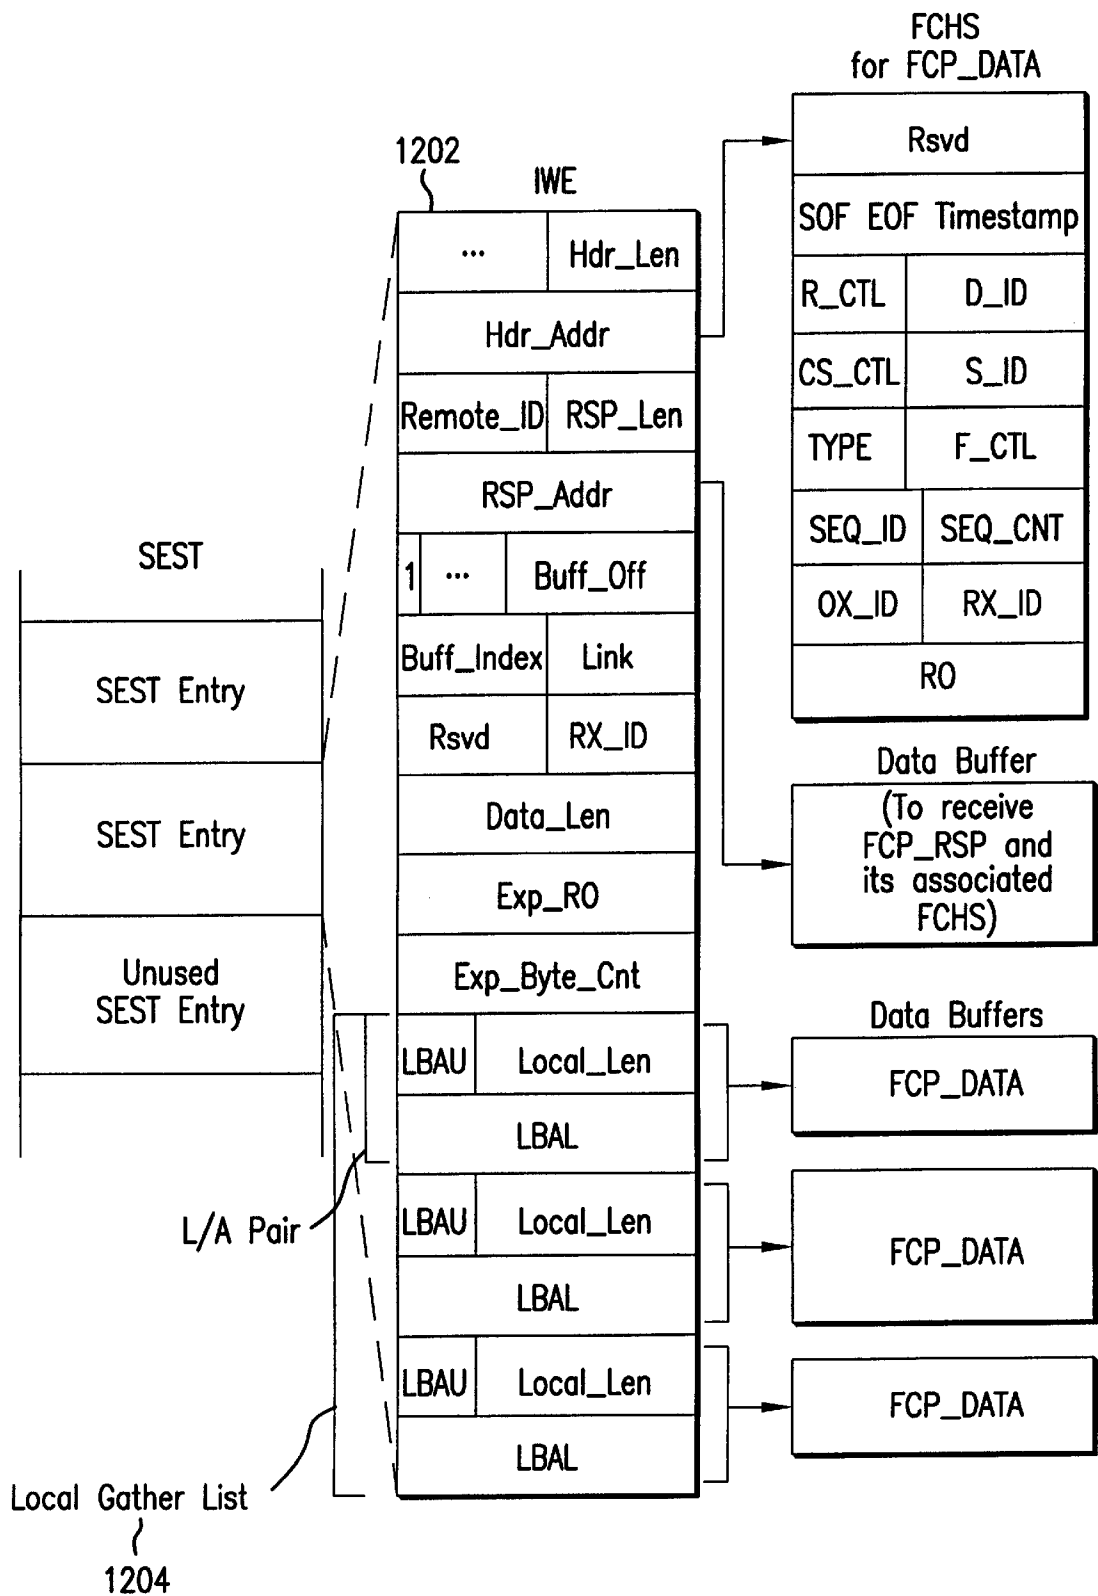 FCHS
for FCP_DATA
Rsvd
SOF EOF Timestamp
R_CTL D_ID
CS_CTL S_ID
TYPE F_CTL
SEQ_ID SEQ_CNT
OX_ID RX_ID
RO
1202
IWE
... Hdr_Len
Hdr_Addr
Remote_ID RSP_Len
RSP_Addr
1 ... Buff_Off
Buff_Index Link
Rsvd RX_ID
Data_Len
Exp_RO
Exp_Byte_Cnt
LBAU Local_Len
LBAL
LBAU Local_Len
LBAL
LBAU Local_Len
LBAL
SEST
SEST Entry
SEST Entry
Unused
SEST Entry
L/A Pair
Local Gather List
1204
Data Buffer
(To receive
FCP_RSP and
its associated
FCHS)
Data Buffers
FCP_DATA
FCP_DATA
FCP_DATA